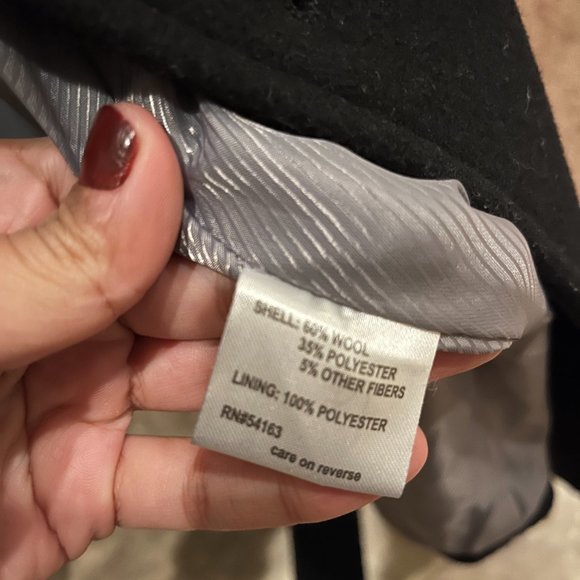 SHELL: 60% WOOL
35% POLYESTER
5% OTHER FIBERS
LINING: 100% POLYESTER
RN#54163
care on reverse